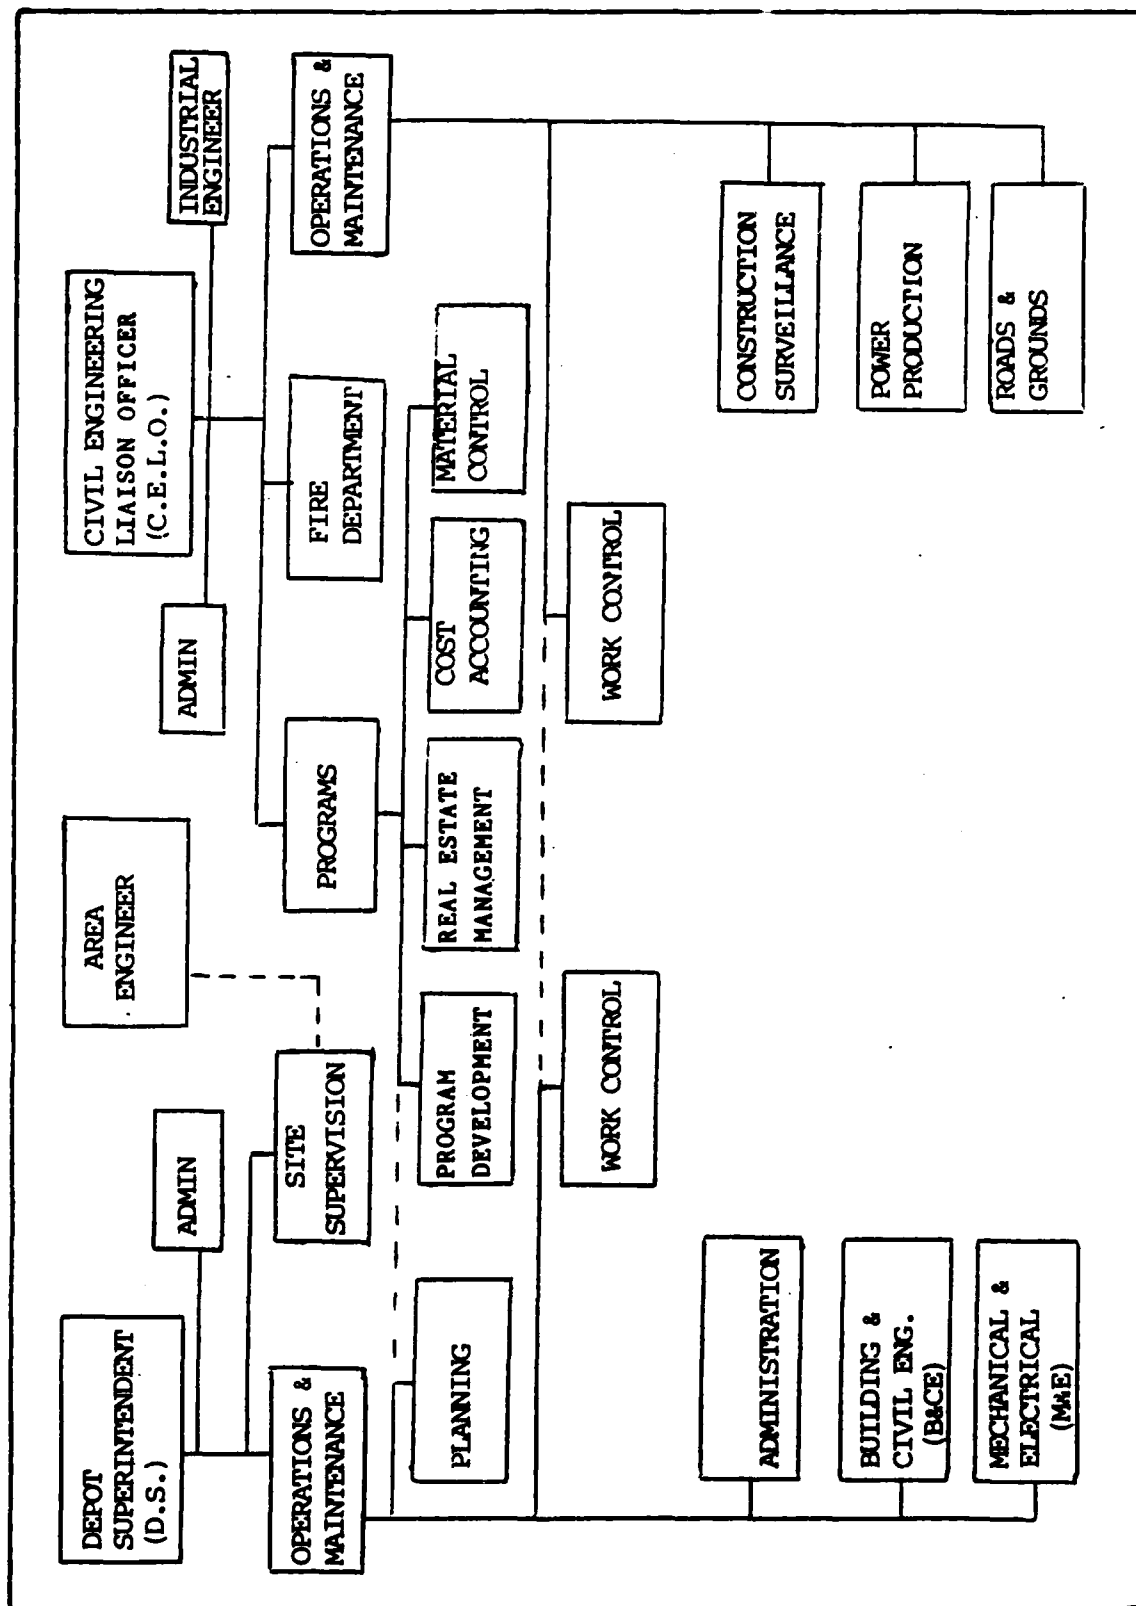 DEPOT
SUPERINTENDENT
(D.S.)
AREA
ENGINEER
CIVIL ENGINEERING
LIAISON OFFICER
(C.E.L.O.)
ADMIN
ADMIN
INDUSTRIAL
ENGINEER
OPERATIONS &
MAINTENANCE
SITE
SUPERVISION
PROGRAMS
FIRE
DEPARTMENT
OPERATIONS &
MAINTENANCE
PLANNING
PROGRAM
DEVELOPMENT
REAL ESTATE
MANAGEMENT
COST
ACCOUNTING
MATERIAL
CONTROL
WORK CONTROL
WORK CONTROL
ADMINISTRATION
CONSTRUCTION
SURVEILLANCE
BUILDING &
CIVIL ENG.
(B&CE)
POWER
PRODUCTION
MECHANICAL &
ELECTRICAL
(M&E)
ROADS &
GROUNDS